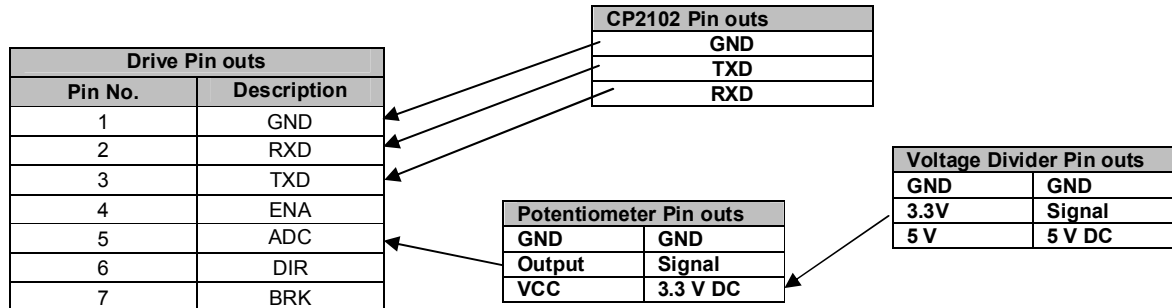 CP2102 Pin outs
GND
TXD
RXD
Drive Pin outs
Pin No. Description
1 GND
2 RXD
3 TXD
4 ENA
5 ADC
6 DIR
7 BRK
Potentiometer Pin outs
GND GND
Output Signal
VCC 3.3 V DC
Voltage Divider Pin outs
GND GND
3.3V Signal
5 V 5 V DC